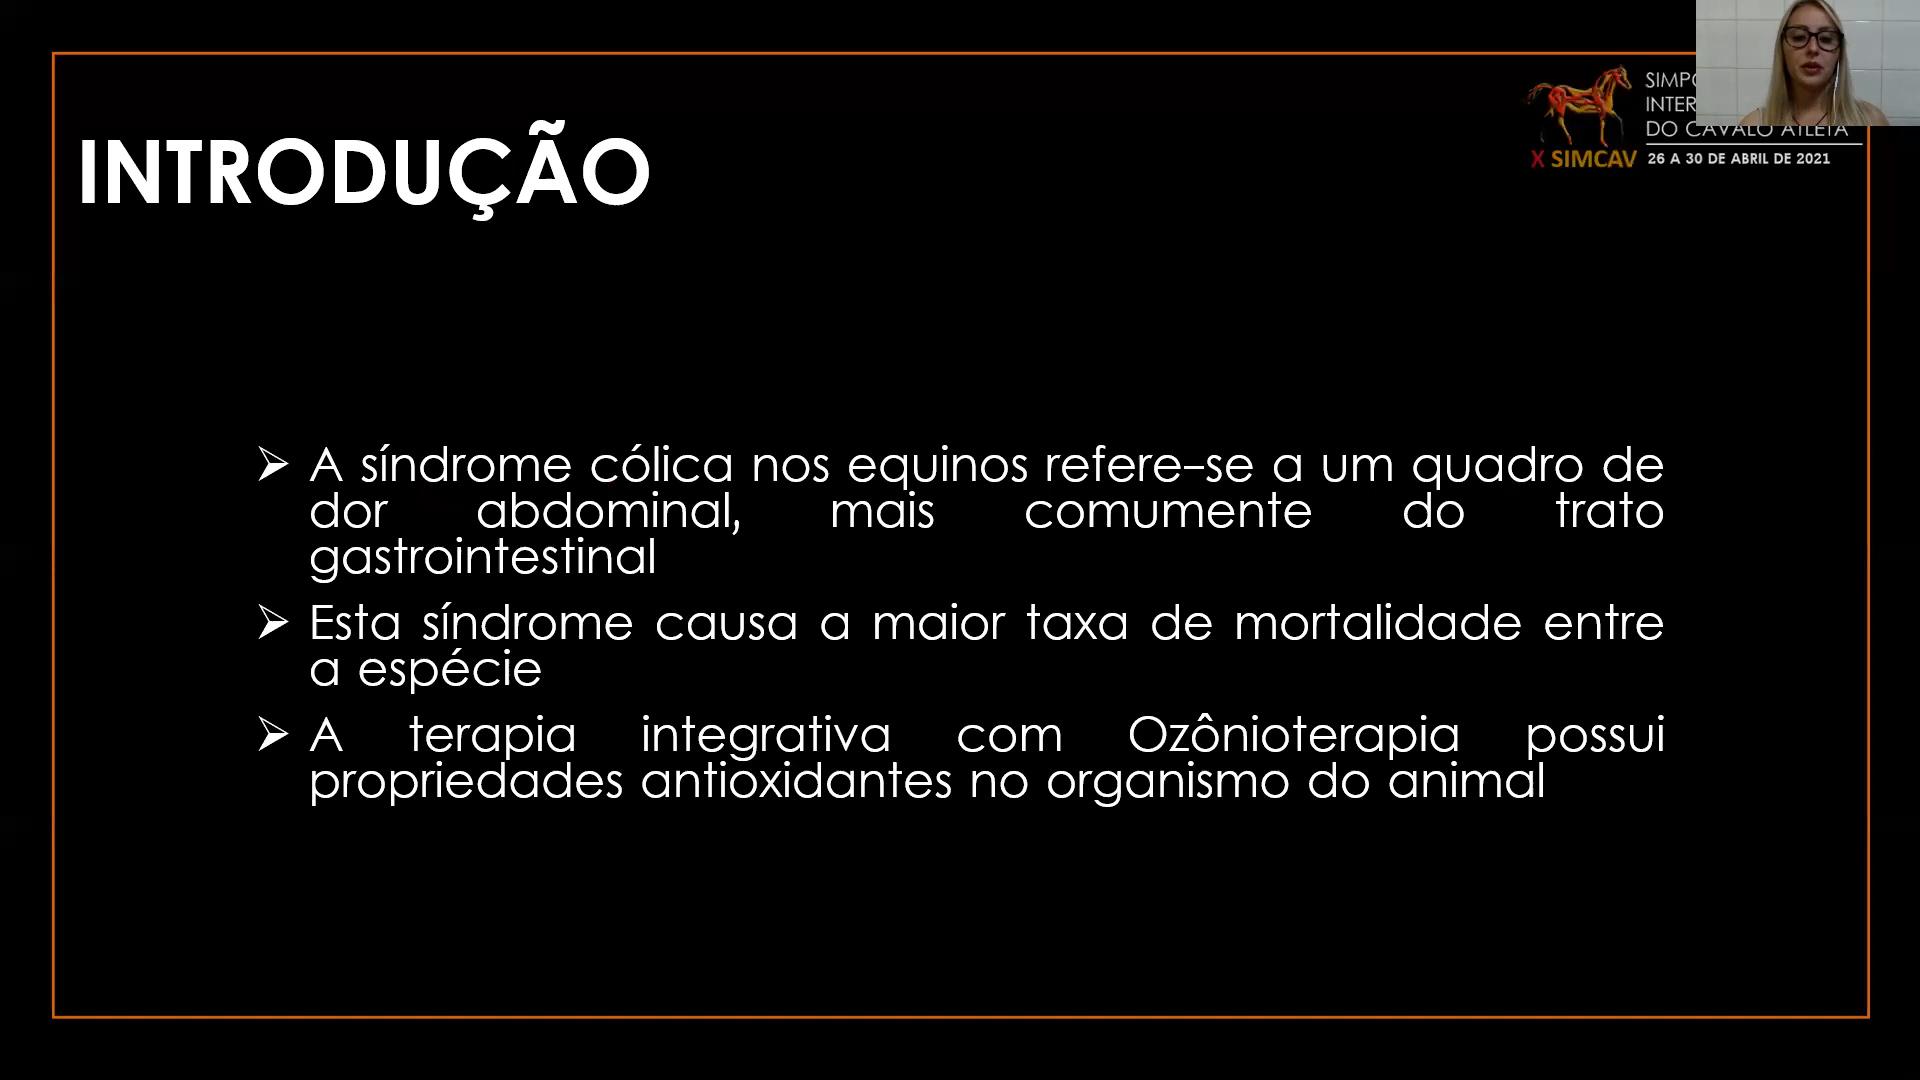 INTRODUÇÃO
DO CAVALO ATLETA
X SIMCAV 26 A 30 DE ABRIL DE 2021
➢ A síndrome cólica nos equinos refere–se a um quadro de
dor abdominal, mais comumente do trato
gastrointestinal
➢ Esta síndrome causa a maior taxa de mortalidade entre
a espécie
➢ A terapia integrativa com Ozônioterapia possui
propriedades antioxidantes no organismo do animal